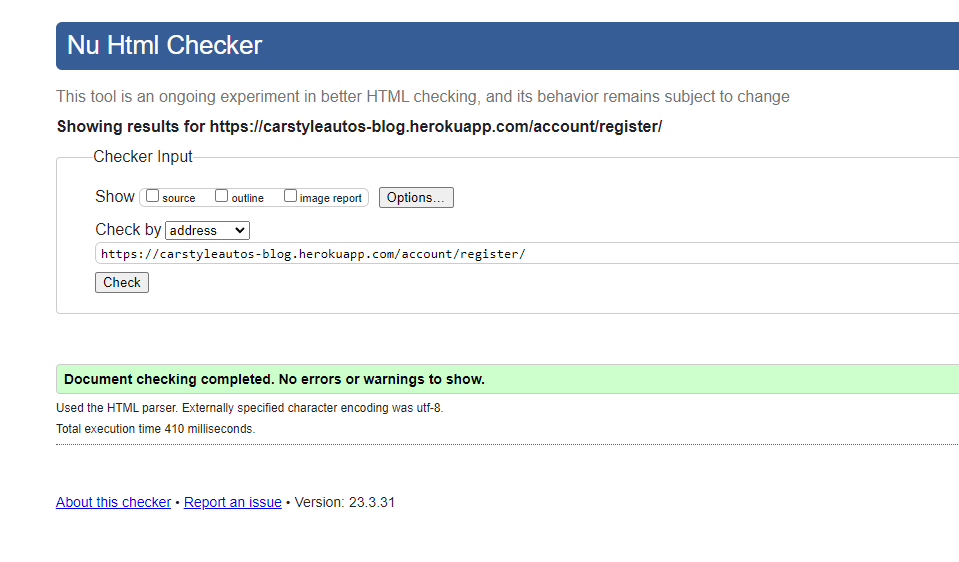 Nu Html Checker
This tool is an ongoing experiment in better HTML checking, and its behavior remains subject to change
Showing results for https://carstyleautos-blog.herokuapp.com/account/register/
Checker Input
Show source outline image report Options...
Check by address
https://carstyleautos-blog.herokuapp.com/account/register/
Check
Document checking completed. No errors or warnings to show.
Used the HTML parser. Externally specified character encoding was utf-8.
Total execution time 410 milliseconds.
About this checker • Report an issue • Version: 23.3.31